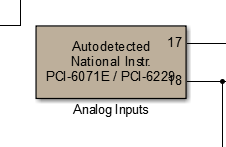 Autodetected 17
National Instr.
PCI-6071E / PCI-6229 18
Analog Inputs